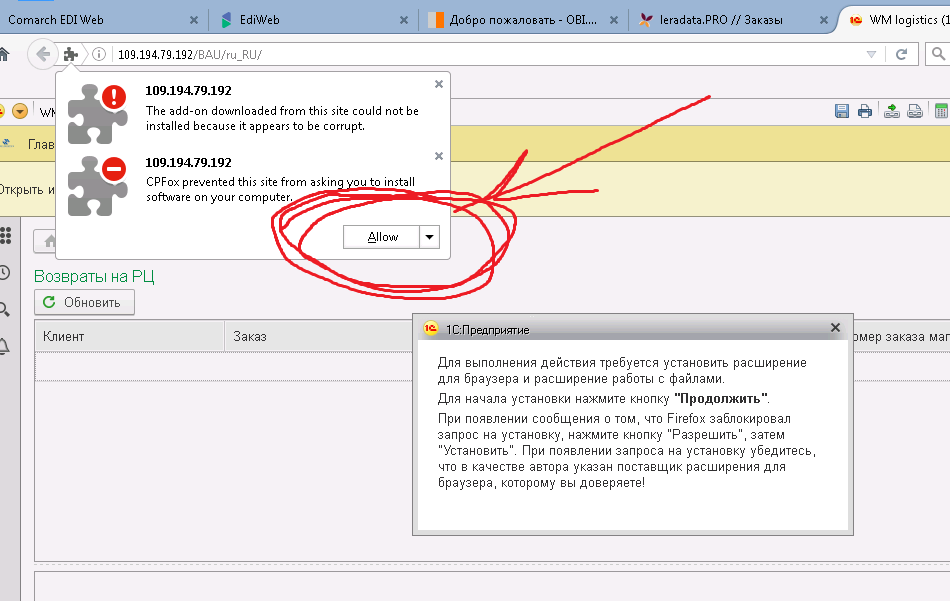 Comarch EDI Web
EdiWeb
Добро пожаловать - OBI...
leradata.PRO // Заказы
WM logistics (1
109.194.79.192/BAU/ru_RU/
109.194.79.192
The add-on downloaded from this site could not be
installed because it appears to be corrupt.
109.194.79.192
CPFox prevented this site from asking you to install
software on your computer.
Allow
WM
Глав
Открыть и
Возвраты на РЦ
Обновить
Клиент
Заказ
омер заказа маг
1С:Предприятие
Для выполнения действия требуется установить расширение
для браузера и расширение работы с файлами.
Для начала установки нажмите кнопку "Продолжить".
При появлении сообщения о том, что Firefox заблокировал
запрос на установку, нажмите кнопку "Разрешить", затем
"Установить". При появлении запроса на установку убедитесь,
что в качестве автора указан поставщик расширения для
браузера, которому вы доверяете!